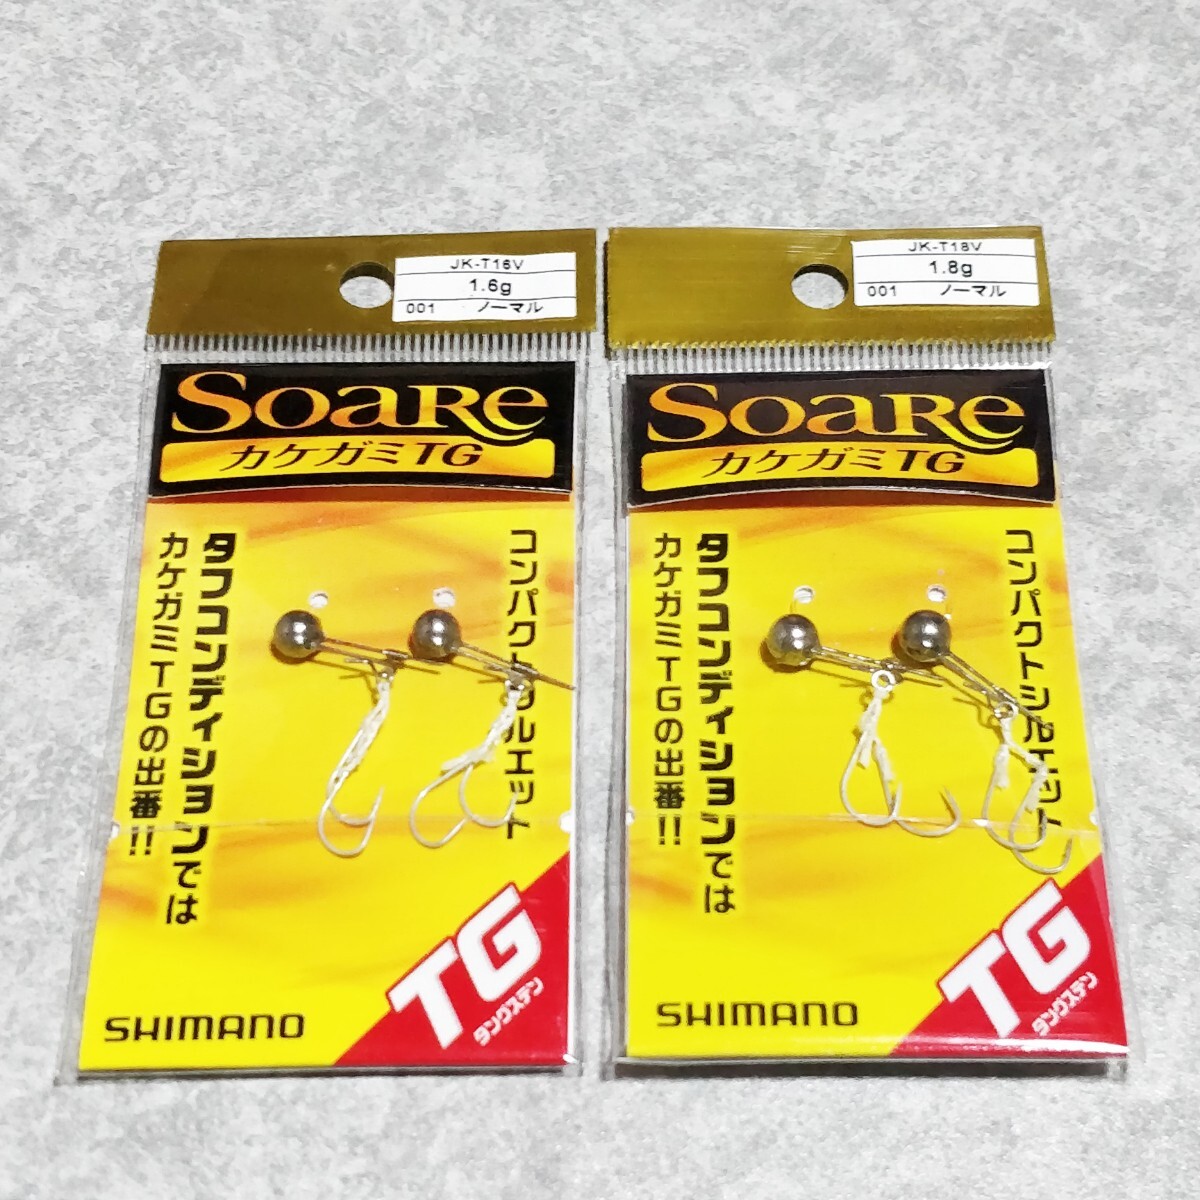 JK-T16V
1.6g
001 ノーマル
SOARE
カケガミTG
コンパクトシルエット
タフコンディションでは
カケガミTGの出番!!
TG
タングステン
SHIMANO
JK-T18V
1.8g
001 ノーマル
SOARE
カケガミTG
コンパクトシルエット
タフコンディションでは
カケガミTGの出番!!
TG
タングステン
SHIMANO